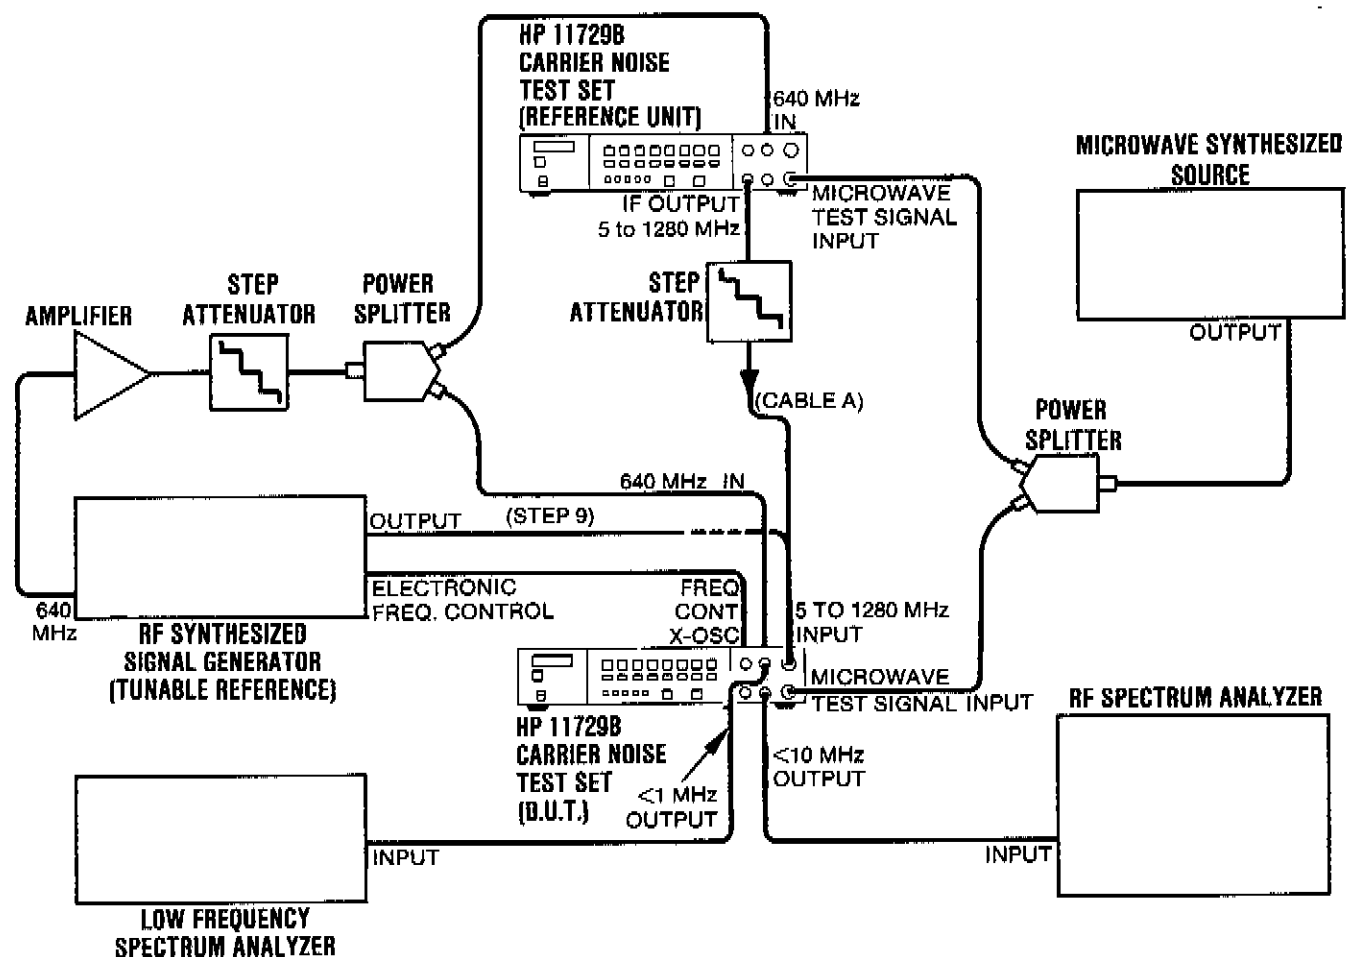 HP 11729B
CARRIER NOISE
TEST SET
(REFERENCE UNIT)
640 MHz
IN
MICROWAVE SYNTHESIZED
SOURCE
IF OUTPUT
5 to 1280 MHz
MICROWAVE
TEST SIGNAL
INPUT
STEP
ATTENUATOR
POWER
SPLITTER
STEP
ATTENUATOR
AMPLIFIER
OUTPUT
(CABLE A)
POWER
SPLITTER
640 MHz IN
OUTPUT
(STEP 9)
ELECTRONIC
FREQ. CONTROL
FREQ
CONT
X-OSC
5 TO 1280 MHz
INPUT
640
MHz
RF SYNTHESIZED
SIGNAL GENERATOR
(TUNABLE REFERENCE)
MICROWAVE
TEST SIGNAL INPUT
RF SPECTRUM ANALYZER
HP 11729B
CARRIER NOISE
TEST SET
(D.U.T.)
<1 MHz
OUTPUT
<10 MHz
OUTPUT
INPUT
INPUT
LOW FREQUENCY
SPECTRUM ANALYZER